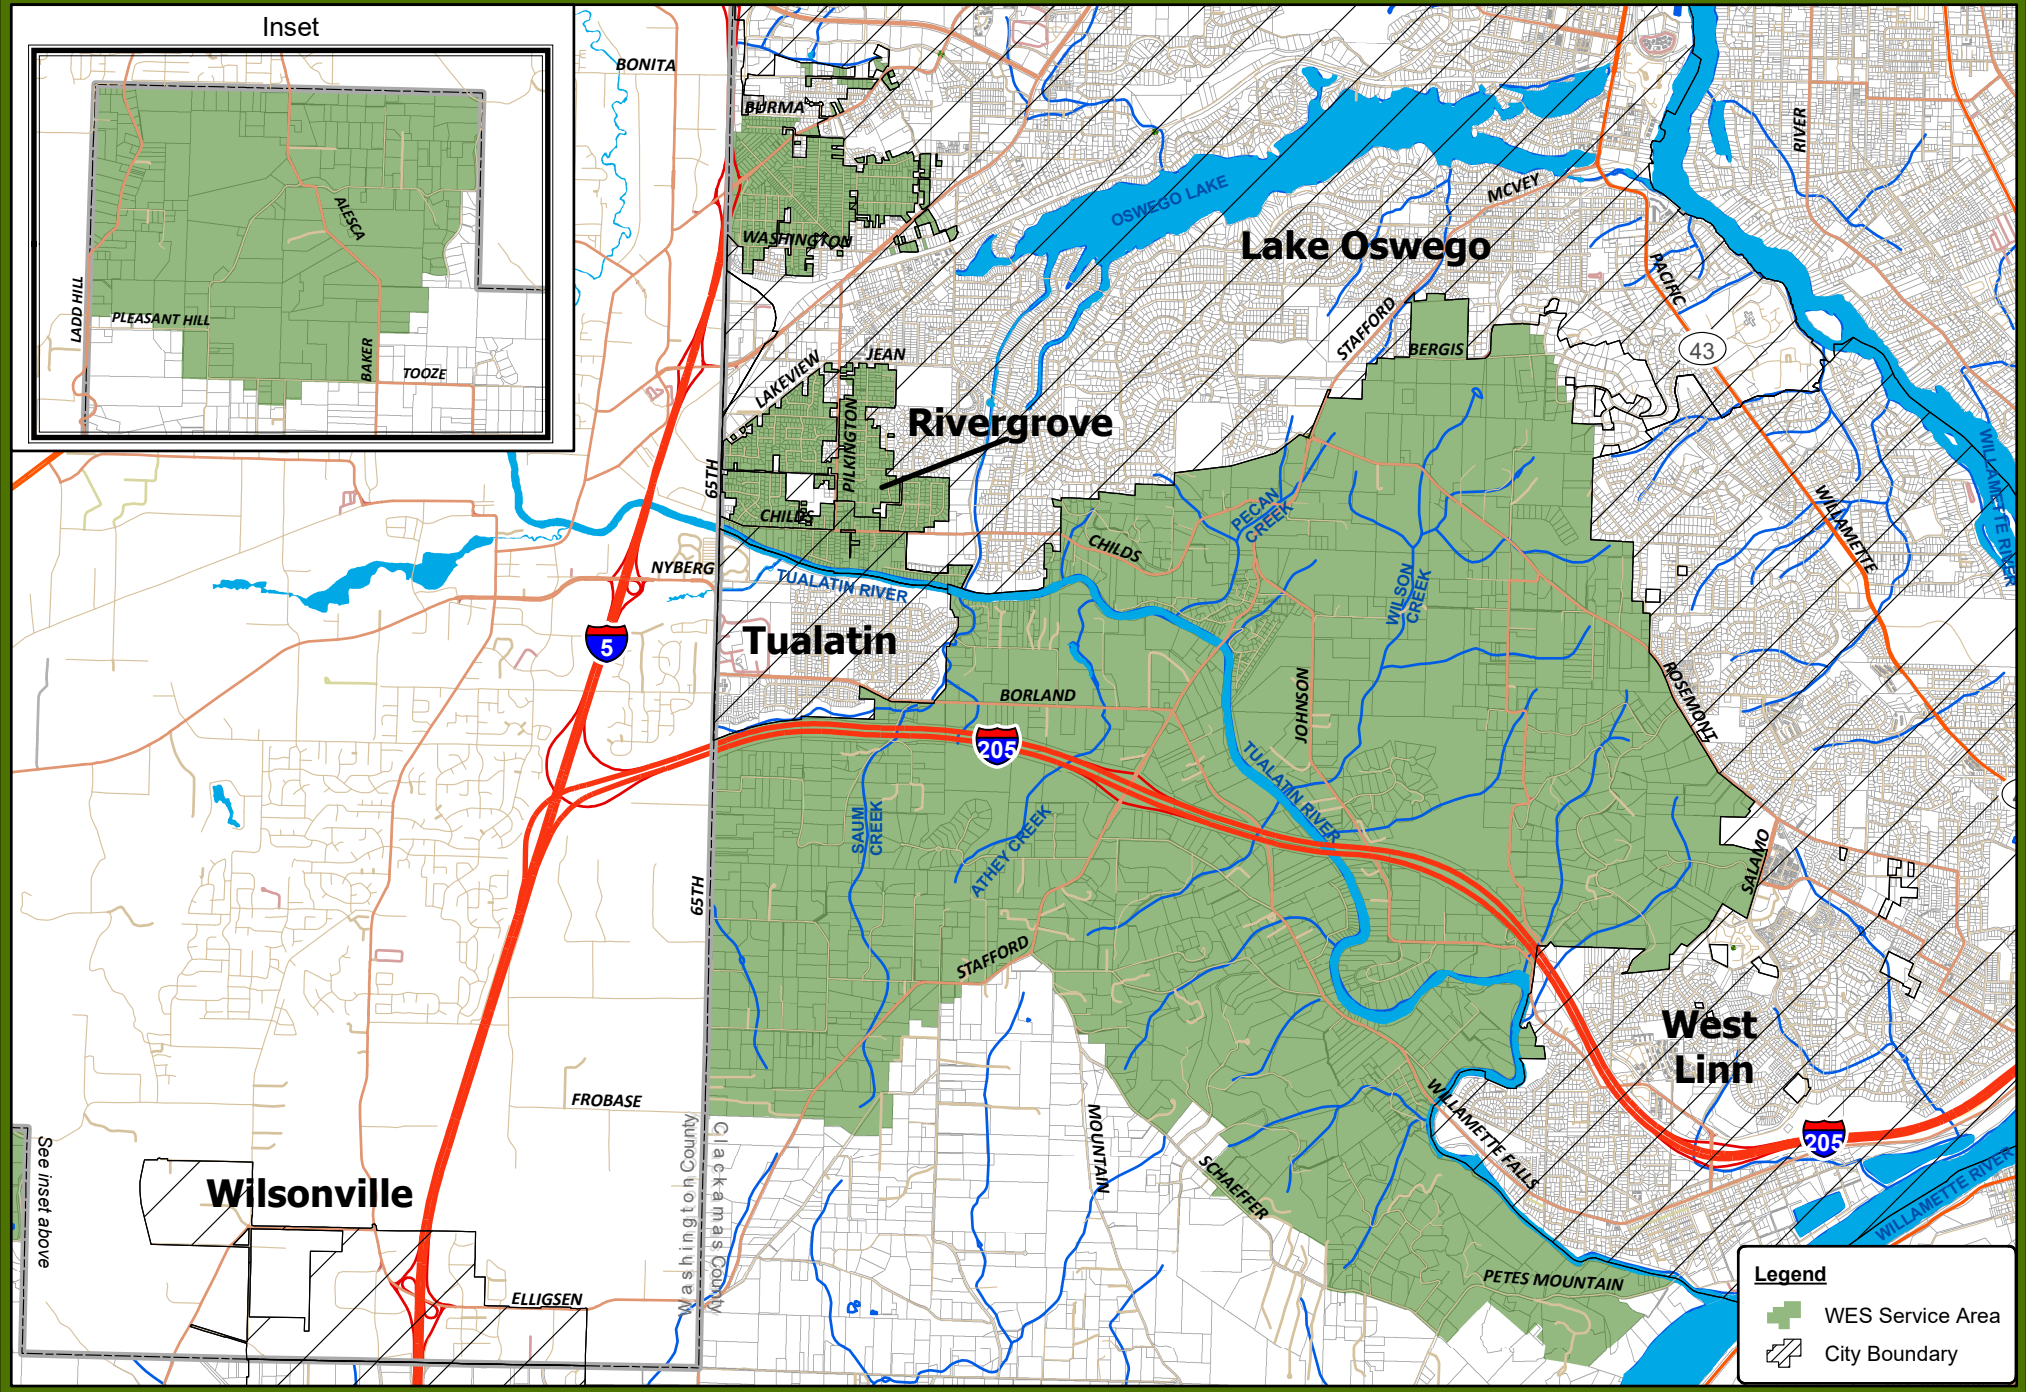 Inset
ALESCA
LADD HILL
PLEASANT HILL
BAKER
TOOZE
BONITA
BURMA
WASHINGTON
OSWEGO LAKE
MCVEY
RIVER
Lake Oswego
PACIFIC
STAFFORD
BERGIS
43
JEAN
LAKEVIEW
Rivergrove
PILKINGTON
65TH
CHILDS
PECAN
CREEK
CHILDS
WILLAMETTE
WILLAMETTE RIVER
NYBERG
TUALATIN RIVER
WILSON
CREEK
5
Tualatin
BORLAND
JOHNSON
ROSEMONT
205
TUALATIN RIVER
SAUM
CREEK
ATHEY CREEK
SALAMO
65TH
STAFFORD
West
Linn
FROBASE
MOUNTAIN
WILLAMETTE FALLS
205
See inset above
Wilsonville
Washington County
Clackamas County
SCHAEFFER
WILLAMETTE RIVER
PETES MOUNTAIN
ELLIGSEN
Legend
WES Service Area
City Boundary